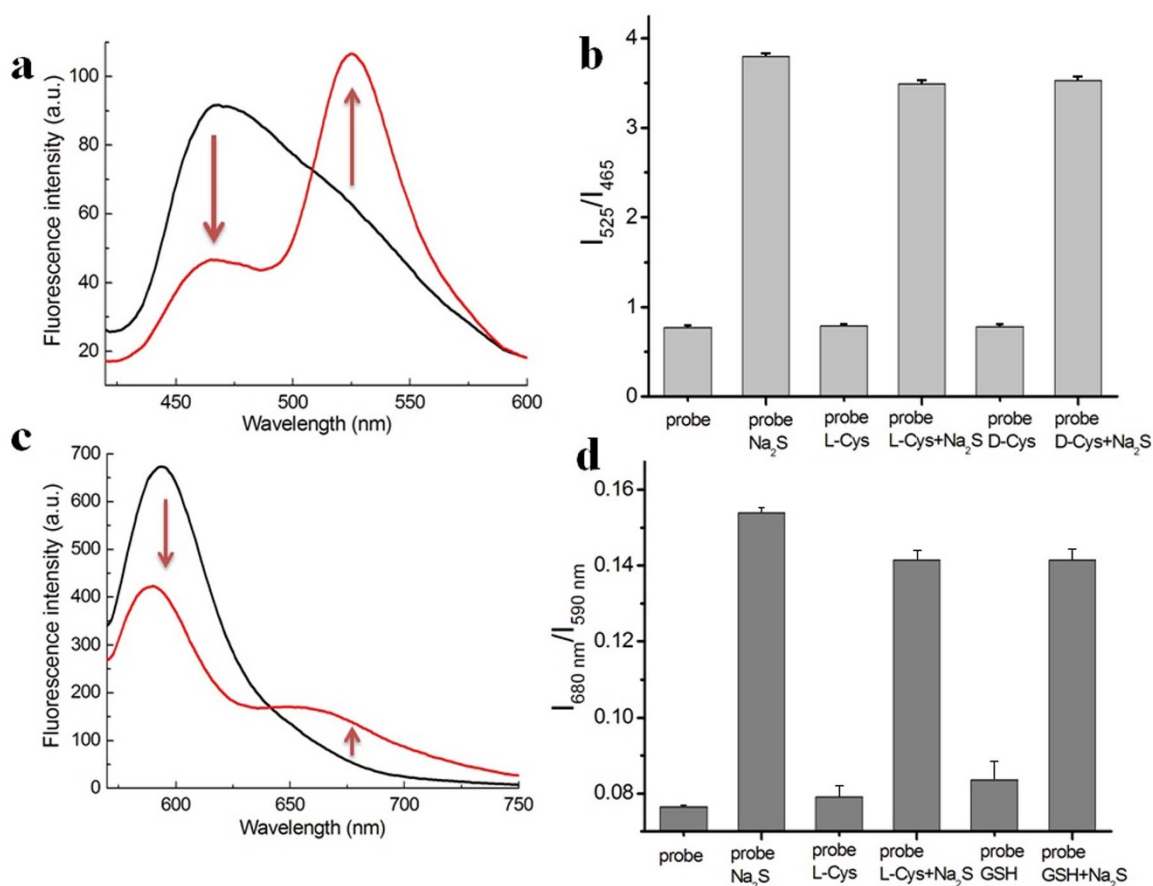 a
Fluorescence intensity (a.u.)
100
80
60
40
20
450 500 550 600
Wavelength (nm)
b
I₅₂₅/I₄₆₅
4
3
2
1
0
probe
probe Na₂S
probe L-Cys
probe L-Cys+Na₂S
probe D-Cys
probe D-Cys+Na₂S
c
Fluorescence intensity (a.u.)
700
600
500
400
300
200
100
0
600 650 700 750
Wavelength (nm)
d
I₆₈₀ ₙₘ/I₅₉₀ ₙₘ
0.16
0.14
0.12
0.10
0.08
probe
probe Na₂S
probe L-Cys
probe L-Cys+Na₂S
probe GSH
probe GSH+Na₂S